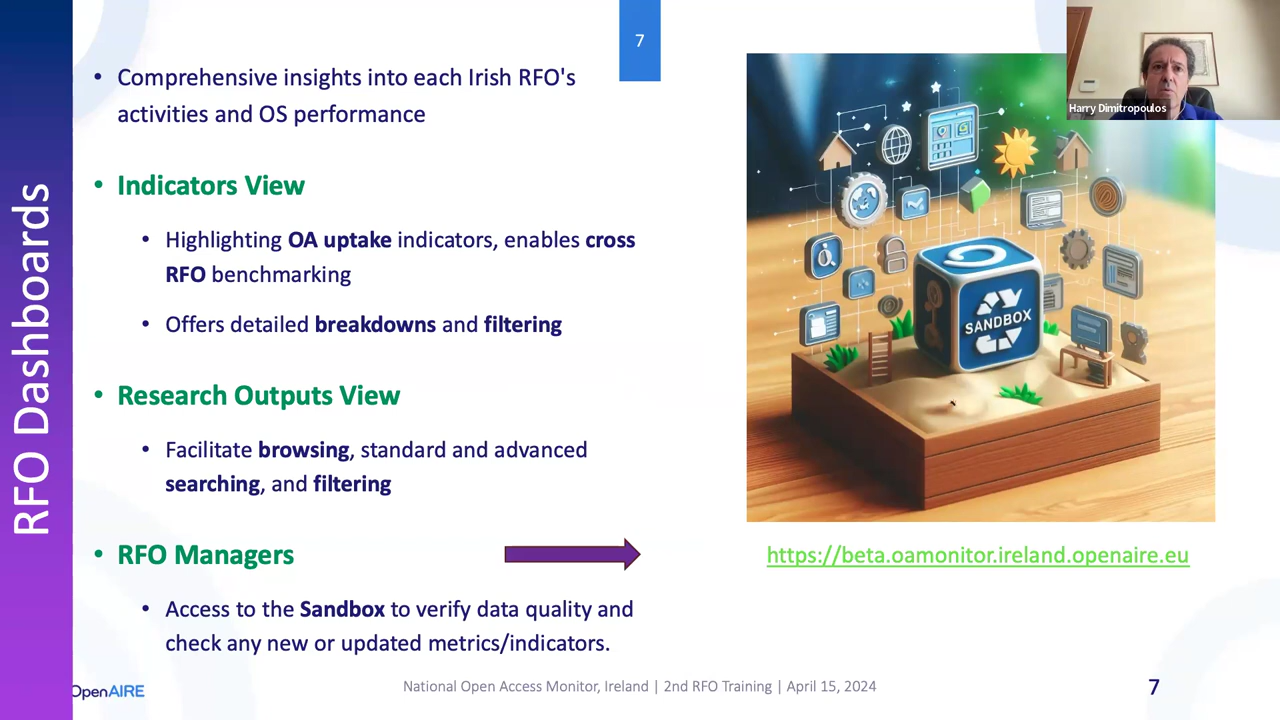 7
Harry Dimitropoulos
RFO Dashboards
• Comprehensive insights into each Irish RFO's
activities and OS performance
• Indicators View
• Highlighting OA uptake indicators, enables cross
RFO benchmarking
• Offers detailed breakdowns and filtering
• Research Outputs View
• Facilitate browsing, standard and advanced
searching, and filtering
• RFO Managers
• Access to the Sandbox to verify data quality and
check any new or updated metrics/indicators.
SANDBOX
https://beta.oamonitor.ireland.openaire.eu
OpenAIRE
National Open Access Monitor, Ireland | 2nd RFO Training | April 15, 2024
7